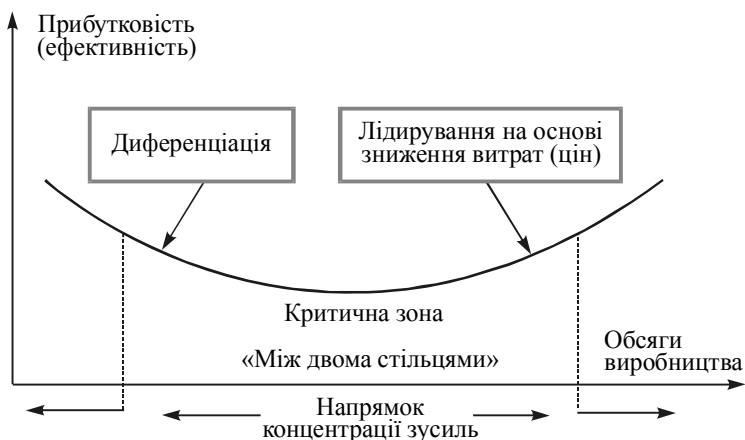 Прибутковість
(ефективність)
Диференціація
Лідирування на основі
зниження витрат (цін)
Критична зона
«Між двома стільцями»
Обсяги
виробництва
Напрямок
концентрації зусиль